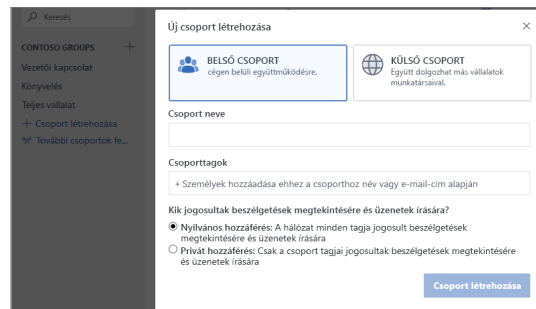 Keresés
CONTOSO GROUPS
Vezetői kapcsolat
Könyvelés
Teljes vállalat
+ Csoport létrehozása
További csoportok fe...
Új csoport létrehozása
BELSŐ CSOPORT
cégen belüli együttműködésre.
KÜLSŐ CSOPORT
Együtt dolgozhat más vállalatok
munkatársaival.
Csoport neve
Csoporttagok
+ Személyek hozzáadása ehhez a csoporthoz név vagy e-mail-cím alapján
Kik jogosultak beszélgetések megtekintésére és üzenetek írására?
Nyilvános hozzáférés: A hálózat minden tagja jogosult beszélgetések
megtekintésére és üzenetek írására
Privát hozzáférés: Csak a csoport tagjai jogosultak beszélgetések megtekintésére
és üzenetek írására
Csoport létrehozása